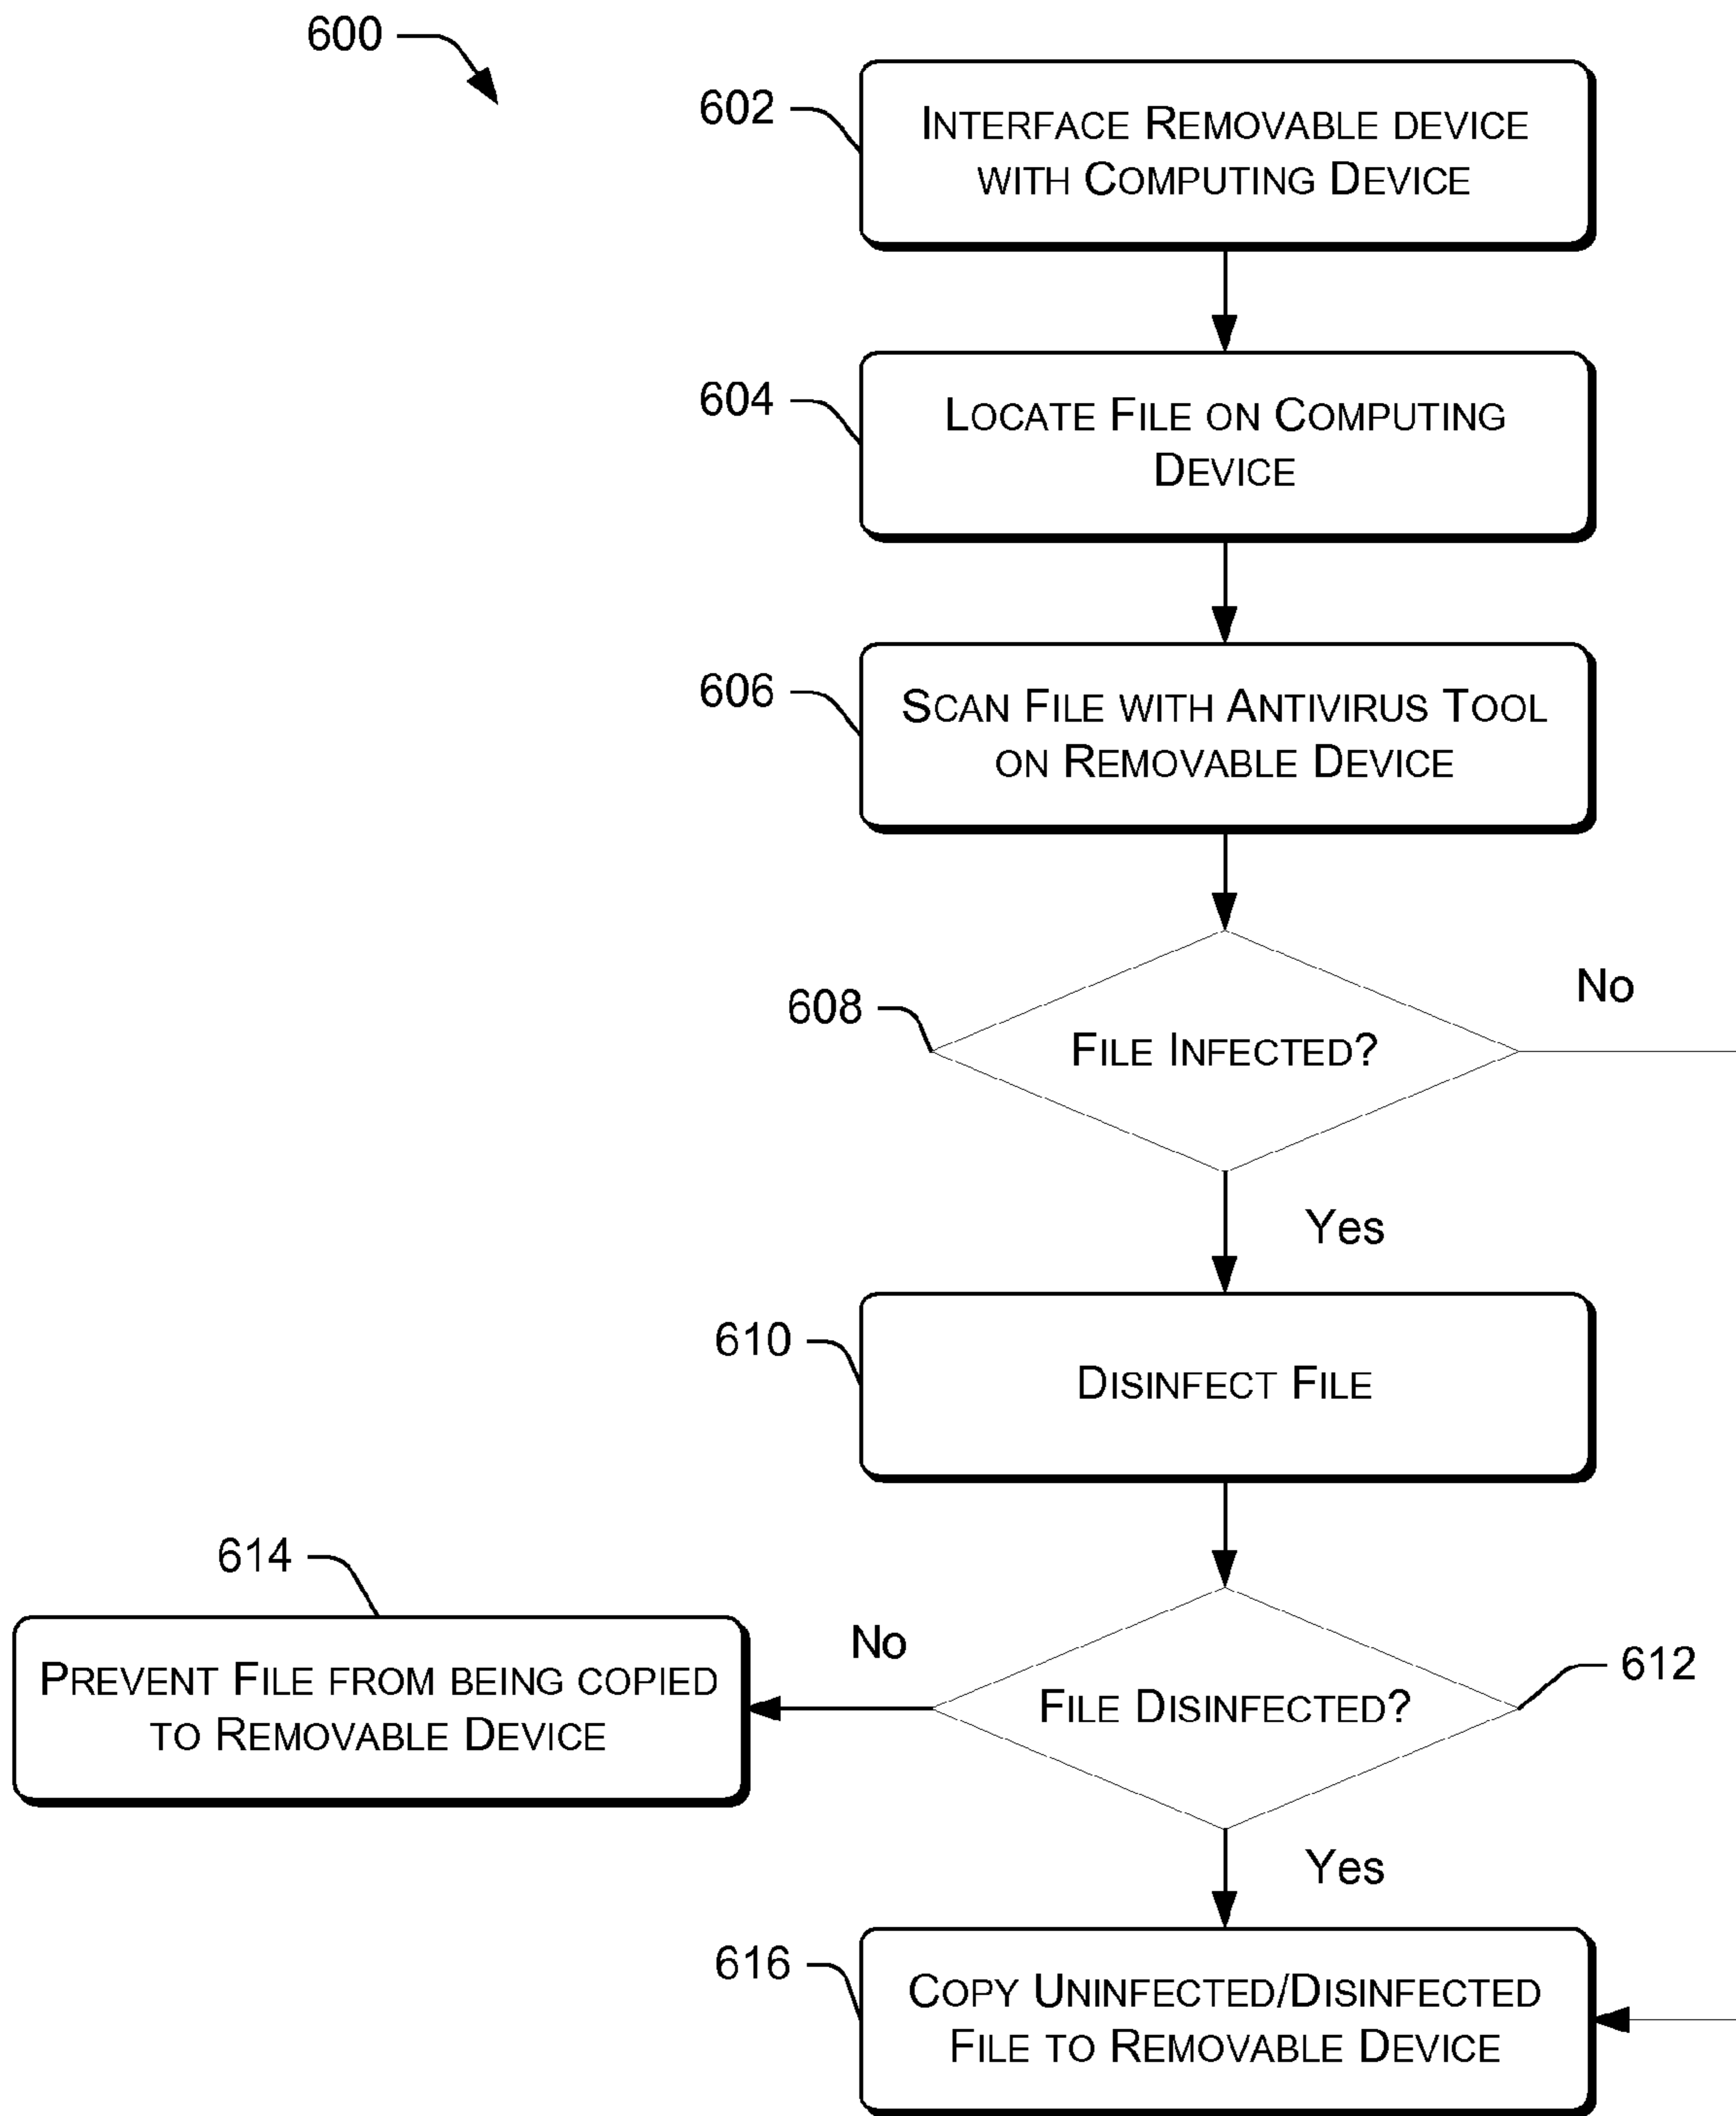 600
602
INTERFACE REMOVABLE DEVICE
WITH COMPUTING DEVICE
604
LOCATE FILE ON COMPUTING
DEVICE
606
SCAN FILE WITH ANTIVIRUS TOOL
ON REMOVABLE DEVICE
608
FILE INFECTED?
No
Yes
610
DISINFECT FILE
614
PREVENT FILE FROM BEING COPIED
TO REMOVABLE DEVICE
No
FILE DISINFECTED?
612
Yes
616
COPY UNINFECTED/DISINFECTED
FILE TO REMOVABLE DEVICE